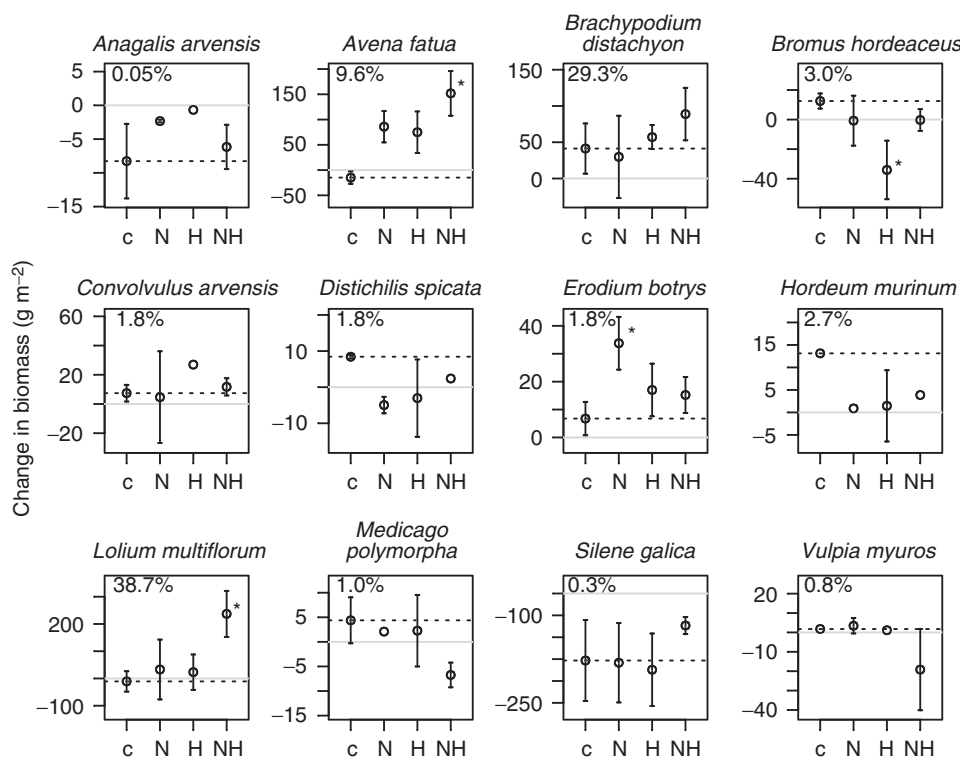 Change in biomass (g m−2)
Anagalis arvensis
0.05%
5
0
−5
−15
c N H NH
Avena fatua
9.6%
*
150
50
−50
c N H NH
Brachypodium
distachyon
29.3%
150
50
0
c N H NH
Bromus hordeaceus
3.0%
*
0
−40
c N H NH
Convolvulus arvensis
1.8%
60
20
−20
c N H NH
Distichilis spicata
1.8%
10
−10
c N H NH
Erodium botrys
1.8%
*
40
20
0
c N H NH
Hordeum murinum
2.7%
15
5
−5
c N H NH
Lolium multiflorum
38.7%
*
200
−100
c N H NH
Medicago
polymorpha
1.0%
5
−5
−15
c N H NH
Silene galica
0.3%
−100
−250
c N H NH
Vulpia myuros
0.8%
20
−10
−40
c N H NH